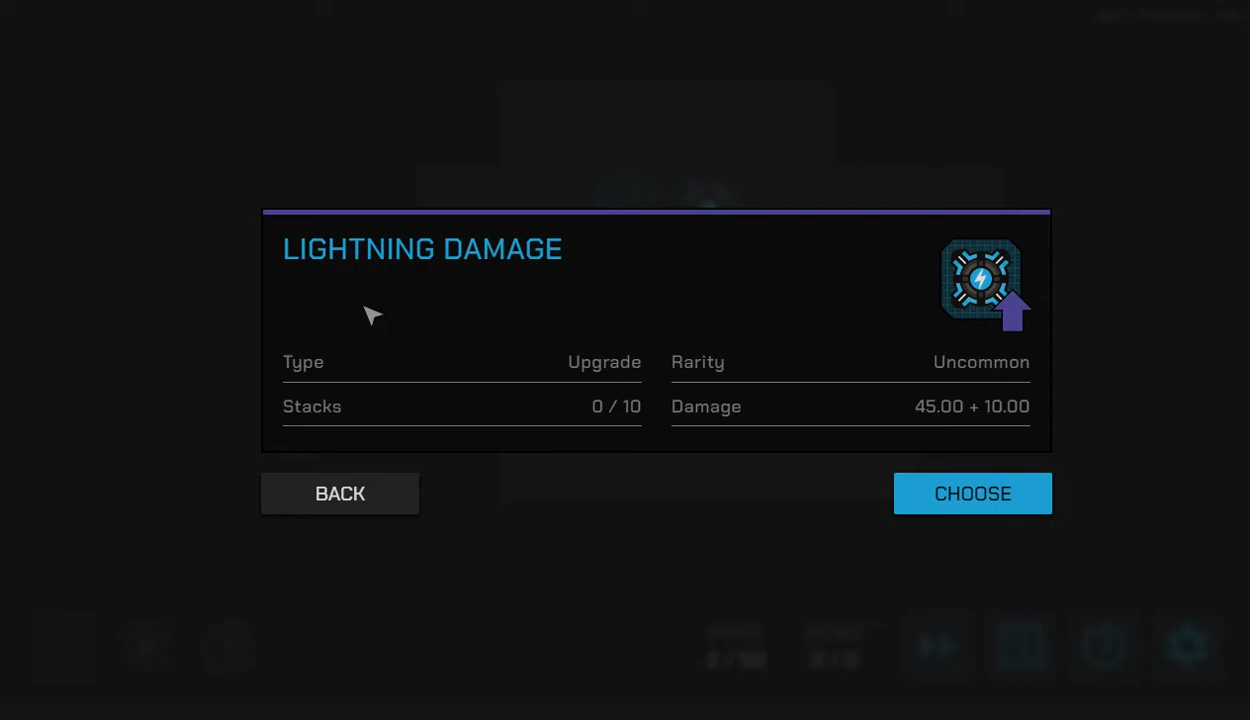 LIGHTNING DAMAGE
Type Upgrade Rarity Uncommon
Stacks 0 / 10 Damage 45.00 + 10.00
BACK CHOOSE